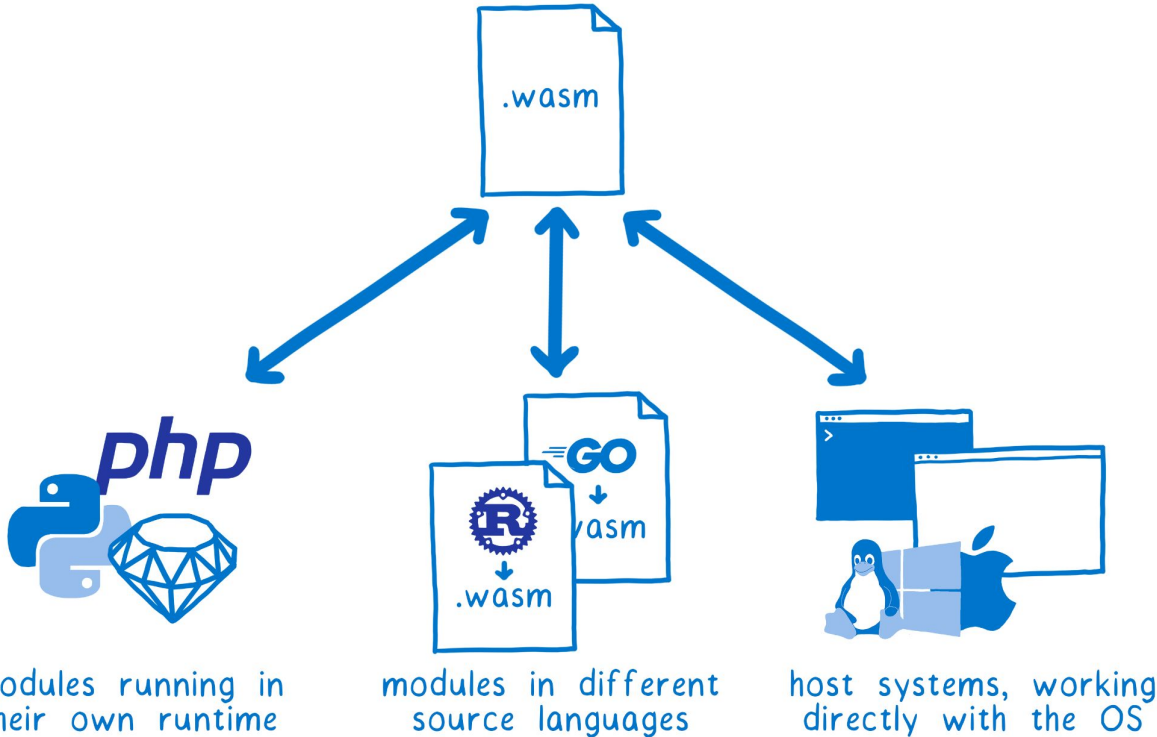 .wasm
php
GO
wasm
R
.wasm
>
odules running in
heir own runtime
modules in different
source languages
host systems, working
directly with the OS